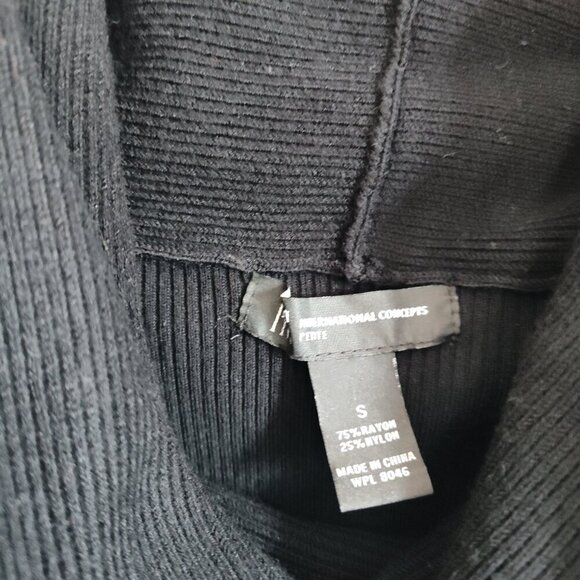 INTERNATIONAL CONCEPTS
PETITE
S
75%RAYON
25%NYLON
MADE IN CHINA
WPL 8046